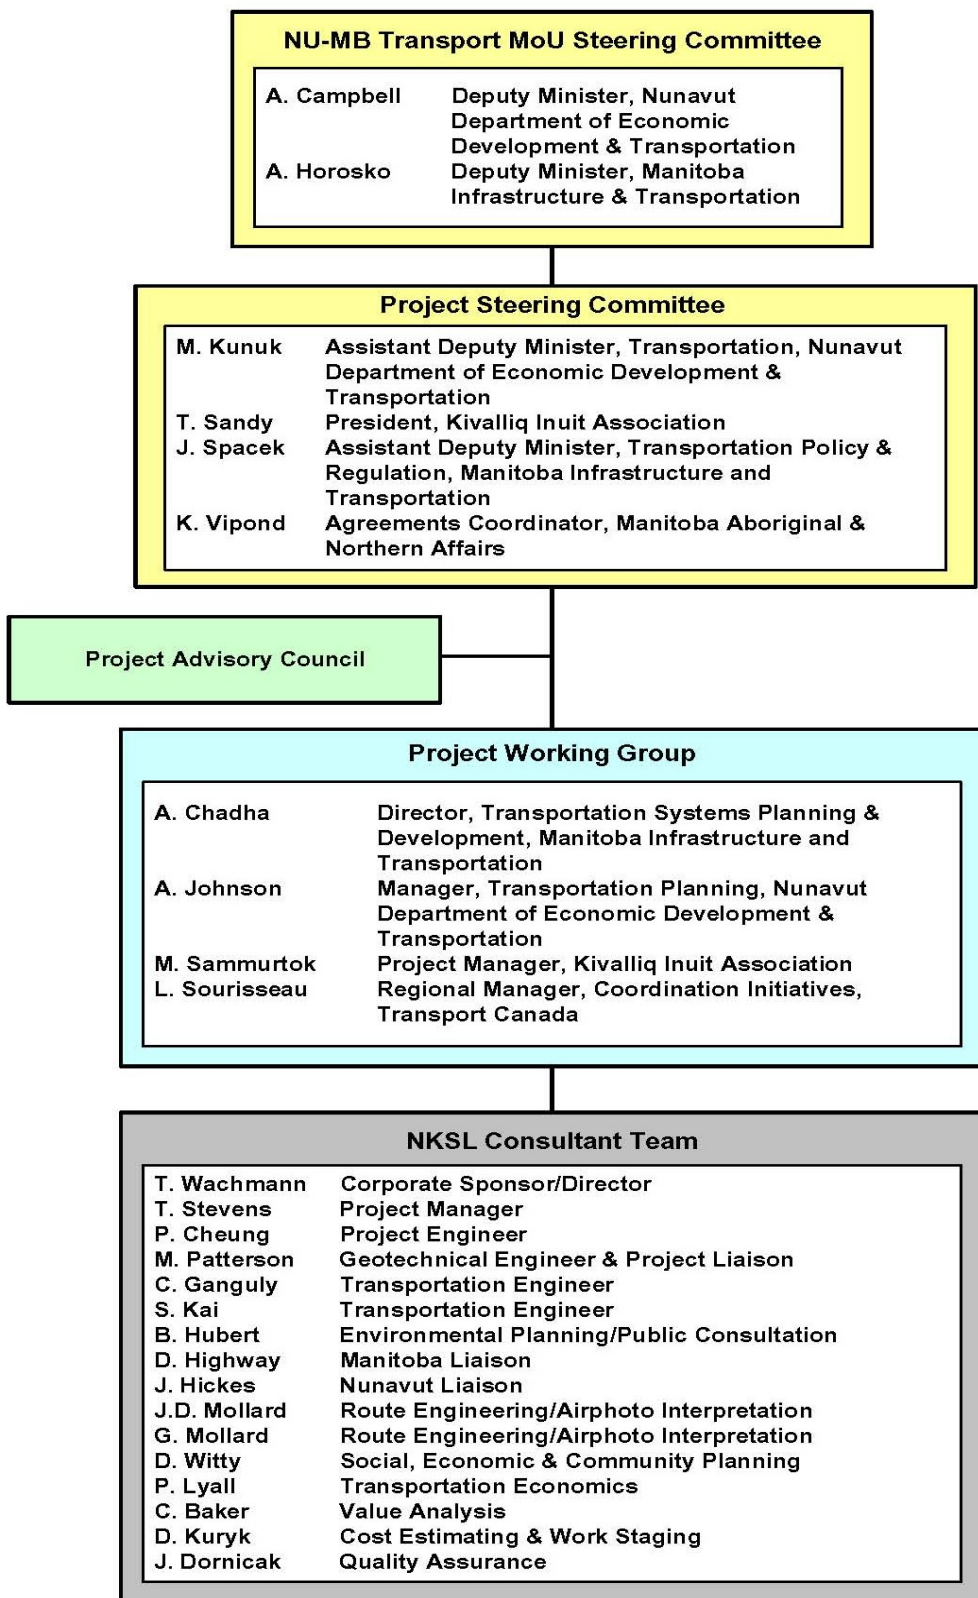 NU-MB Transport MoU Steering Committee
A. Campbell Deputy Minister, Nunavut
Department of Economic
Development & Transportation
A. Horosko Deputy Minister, Manitoba
Infrastructure & Transportation
Project Steering Committee
M. Kunuk Assistant Deputy Minister, Transportation, Nunavut
Department of Economic Development &
Transportation
T. Sandy President, Kivalliq Inuit Association
J. Spacek Assistant Deputy Minister, Transportation Policy &
Regulation, Manitoba Infrastructure and
Transportation
K. Vipond Agreements Coordinator, Manitoba Aboriginal &
Northern Affairs
Project Advisory Council
Project Working Group
A. Chadha Director, Transportation Systems Planning &
Development, Manitoba Infrastructure and
Transportation
A. Johnson Manager, Transportation Planning, Nunavut
Department of Economic Development &
Transportation
M. Sammurtok Project Manager, Kivalliq Inuit Association
L. Sourisseau Regional Manager, Coordination Initiatives,
Transport Canada
NKSL Consultant Team
T. Wachmann Corporate Sponsor/Director
T. Stevens Project Manager
P. Cheung Project Engineer
M. Patterson Geotechnical Engineer & Project Liaison
C. Ganguly Transportation Engineer
S. Kai Transportation Engineer
B. Hubert Environmental Planning/Public Consultation
D. Highway Manitoba Liaison
J. Hickes Nunavut Liaison
J.D. Mollard Route Engineering/Airphoto Interpretation
G. Mollard Route Engineering/Airphoto Interpretation
D. Witty Social, Economic & Community Planning
P. Lyall Transportation Economics
C. Baker Value Analysis
D. Kuryk Cost Estimating & Work Staging
J. Dornicak Quality Assurance